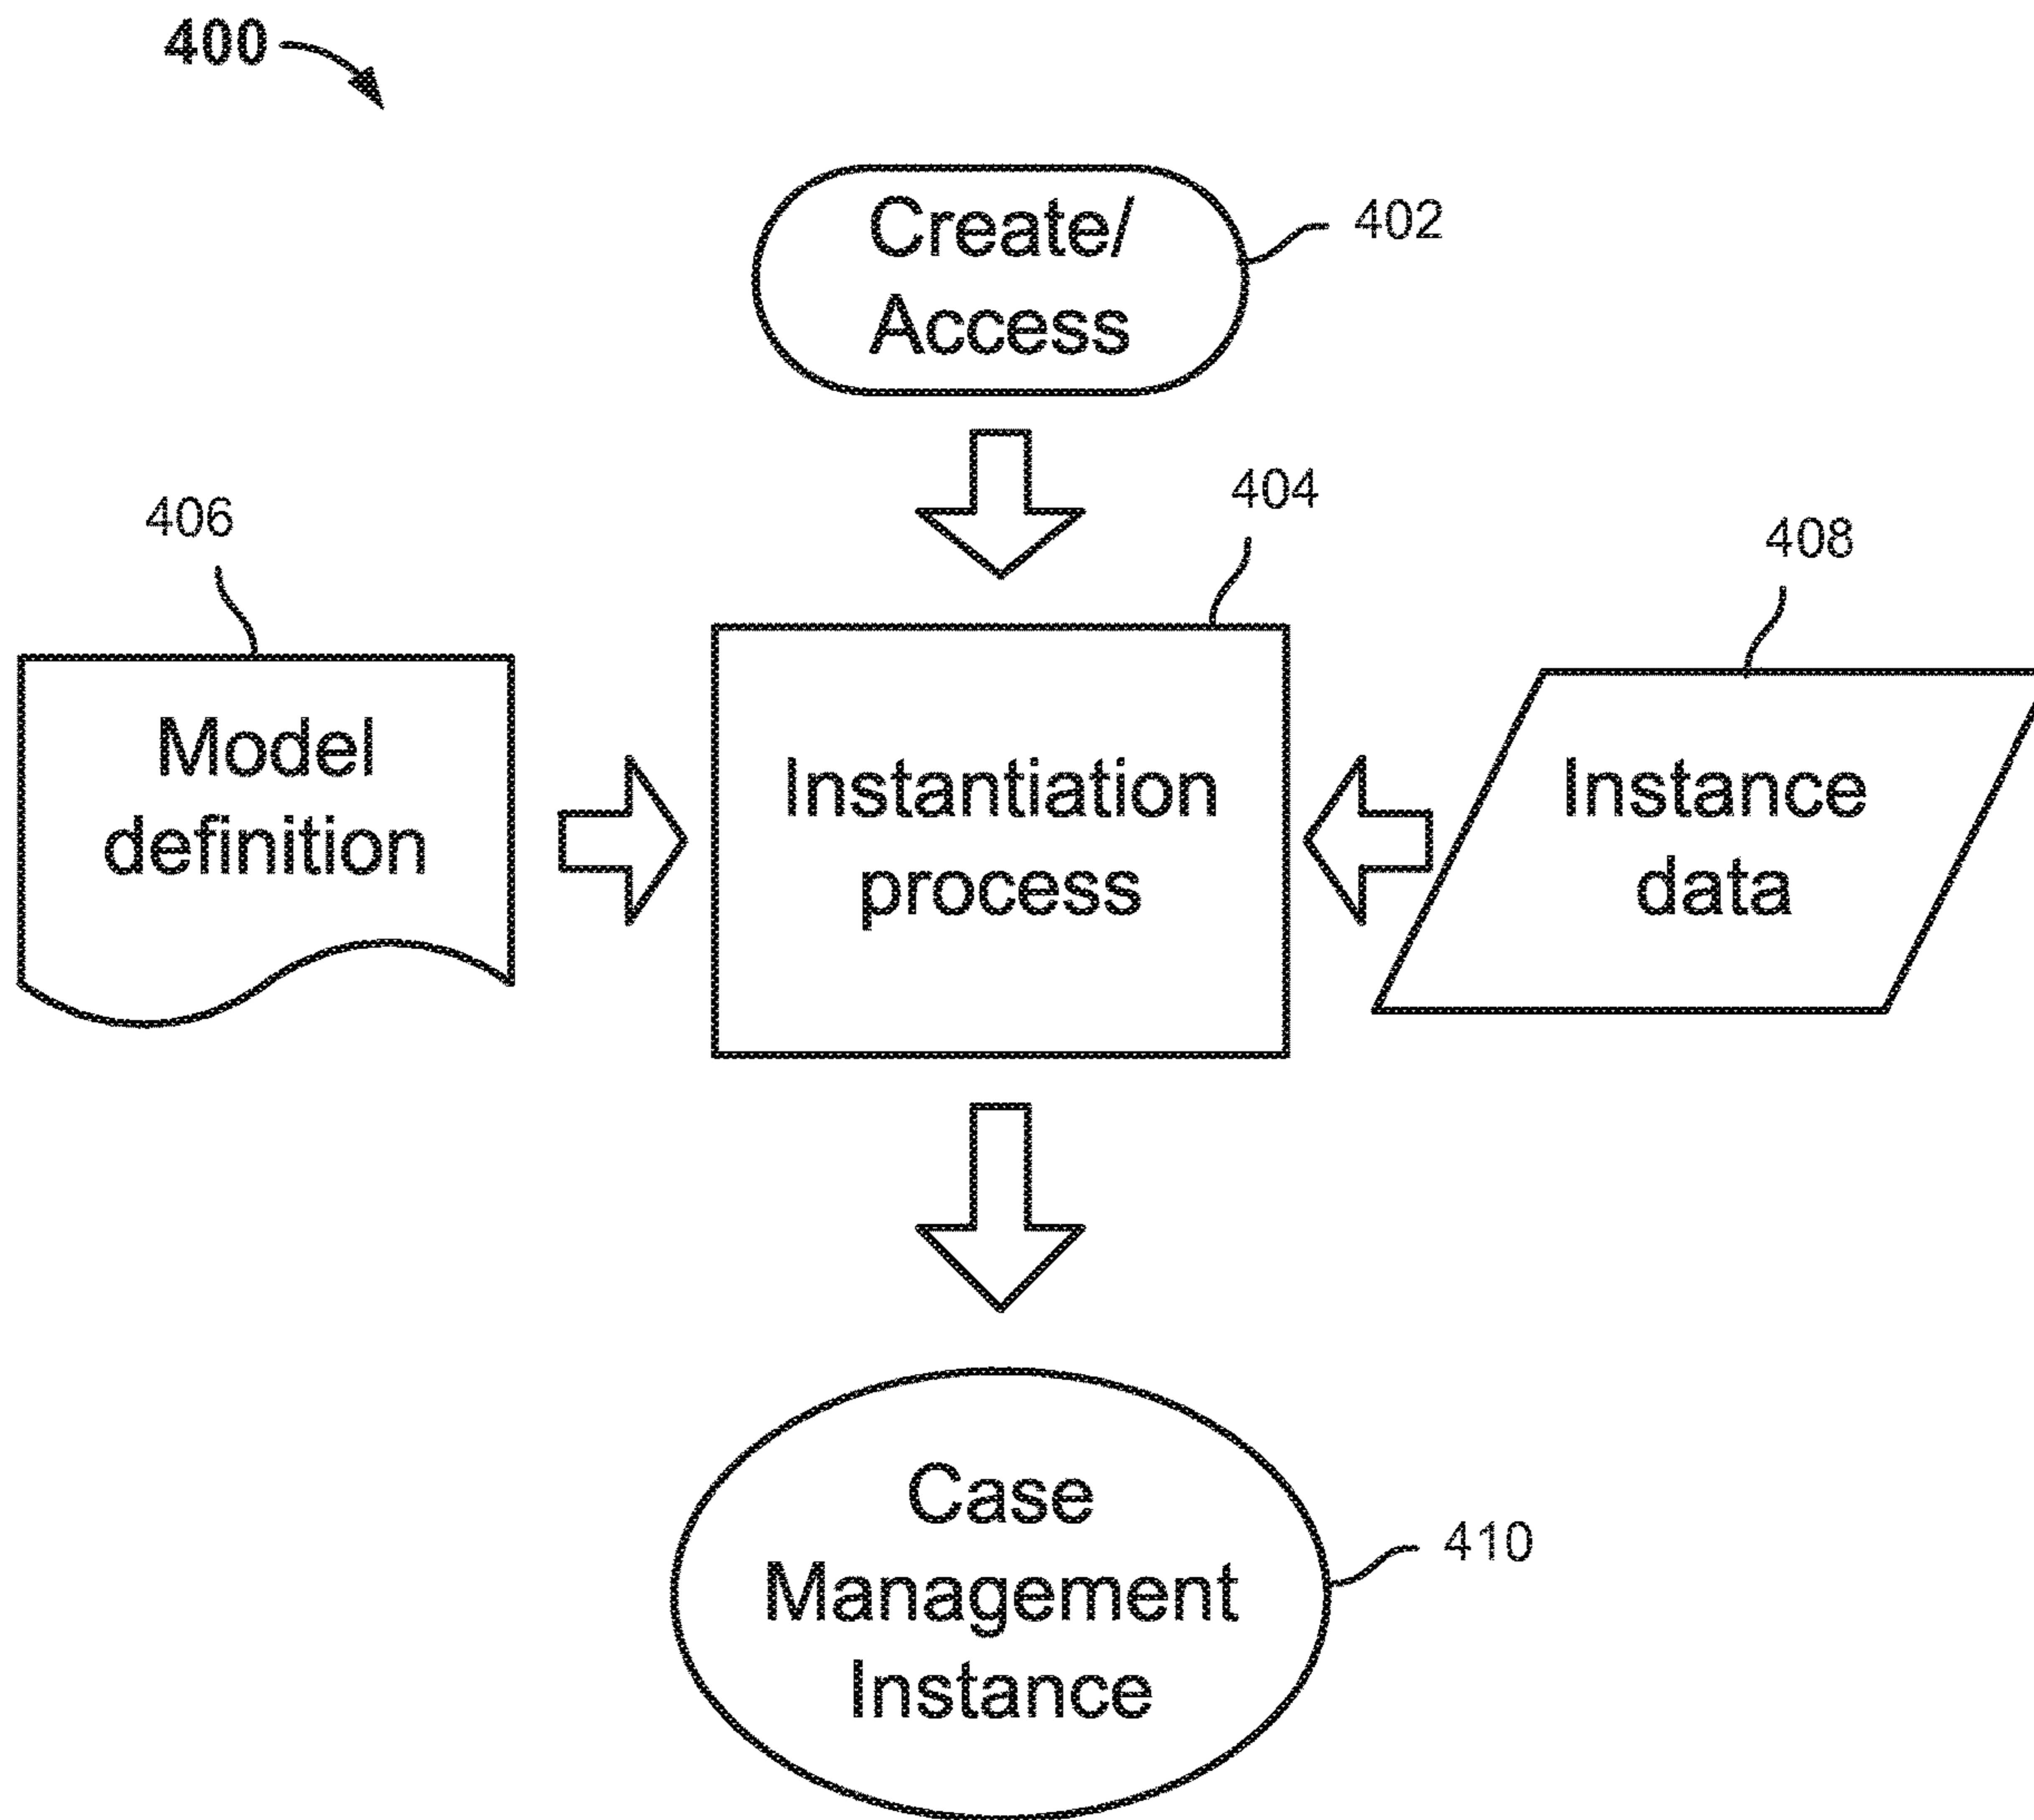 400
Create/
Access
402
404
406
408
Model
definition
Instantiation
process
Instance
data
Case
Management
Instance
410